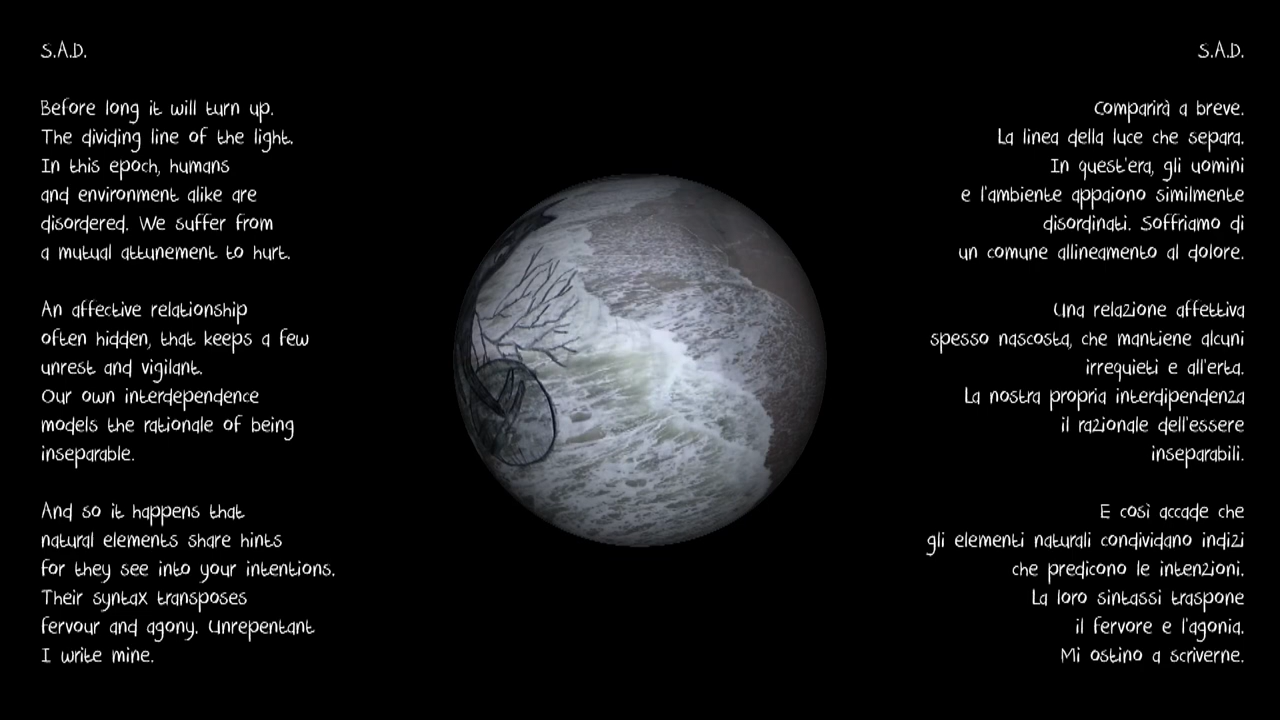 S.A.D.
Before long it will turn up.
The dividing line of the light.
In this epoch, humans
and environment alike are
disordered. We suffer from
a mutual attunement to hurt.
An affective relationship
often hidden, that keeps a few
unrest and vigilant.
Our own interdependence
models the rationale of being
inseparable.
And so it happens that
natural elements share hints
for they see into your intentions.
Their syntax transposes
fervour and agony. Unrepentant
I write mine.
S.A.D.
Comparirà a breve.
La linea della luce che separa.
In quest'era, gli uomini
e l'ambiente appaiono similmente
disordinati. Soffriamo di
un comune allineamento al dolore.
Una relazione affettiva
spesso nascosta, che mantiene alcuni
irrequieti e all'erta.
La nostra propria interdipendenza
il razionale dell'essere
inseparabili.
E così accade che
gli elementi naturali condividano indizi
che predicono le intenzioni.
La loro sintassi traspone
il fervore e l'agonia.
Mi ostino a scriverne.